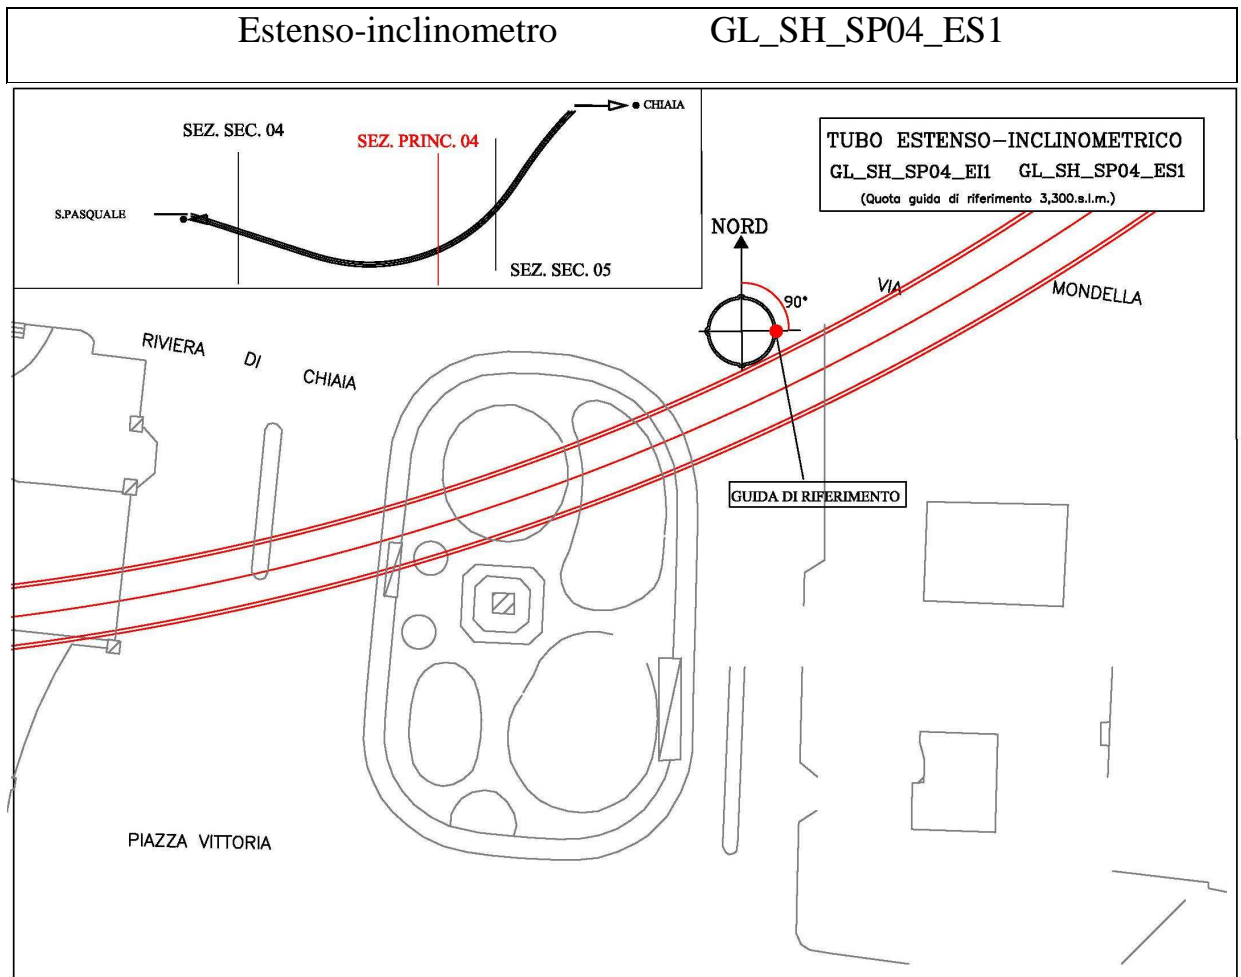 Estenso-inclinometro GL_SH_SP04_ES1
CHIAIA
SEZ. SEC. 04
SEZ. PRINC. 04
S.PASQUALE
SEZ. SEC. 05
TUBO ESTENSO-INCLINOMETRICO
GL_SH_SP04_EI1 GL_SH_SP04_ES1
(Quota guida di riferimento 3,300.s.l.m.)
NORD
90°
VIA MONDELLA
RIVIERA DI CHIAIA
GUIDA DI RIFERIMENTO
PIAZZA VITTORIA